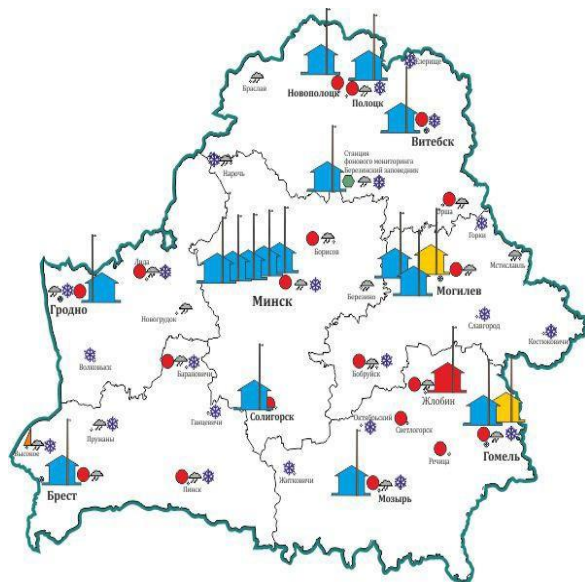 Езерище
Браслав
Новополоцк
Полоцк
Витебск
Станция
фонового мониторинга
Березинский заповедник
Нарочь
Орша
Горки
Борисов
Мстиславль
Лида
Березино
Могилев
Минск
Гродно
Новогрудок
Славгород
Костюковичи
Волковыск
Барановичи
Бобруйск
Жлобин
Солигорск
Ганцевичи
Октябрьский
Светлогорск
Пружаны
Высокое
Гомель
Речица
Житковичи
Брест
Пинск
Мозырь